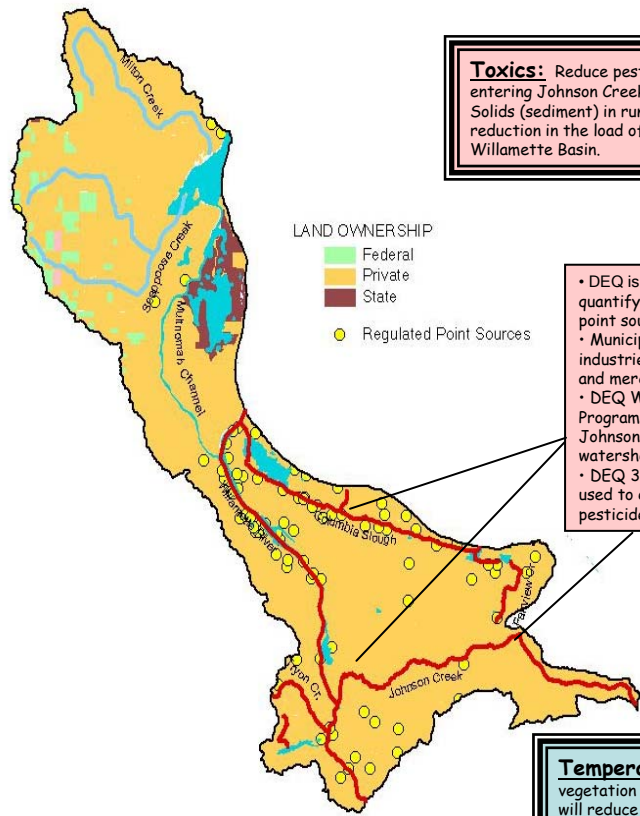 Toxics: Reduce pest
entering Johnson Creek
Solids (sediment) in run
reduction in the load of
Willamette Basin.
Milton Creek
LAND OWNERSHIP
Federal
Private
State
Regulated Point Sources
Scappoose Creek
Multnomah Channel
• DEQ is
quantify
point sou
• Municip
industrie
and merc
• DEQ W
Program
Johnson
watershe
• DEQ 3
used to
pesticide
Willamette River
Columbia Slough
Fairview Cr.
Tryon Cr.
Johnson Creek
Tempera
vegetation
will reduce